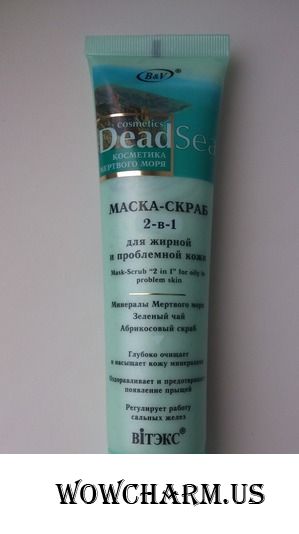 B&V®
cosmetics
Dead Sea
КОСМЕТИКА
МЕРТВОГО МОРЯ
МАСКА-СКРАБ
2-в-1
для жирной
и проблемной кожи
Mask-Scrub "2 in 1" for oily &
problem skin
Минералы Мертвого моря
Зеленый чай
Абрикосовый скраб
Глубоко очищает
и насыщает кожу минералами
Оздоравливает и предотвращает
появление прыщей
Регулирует работу
сальных желез
ВIТЭКС®
WOWCHARM.US